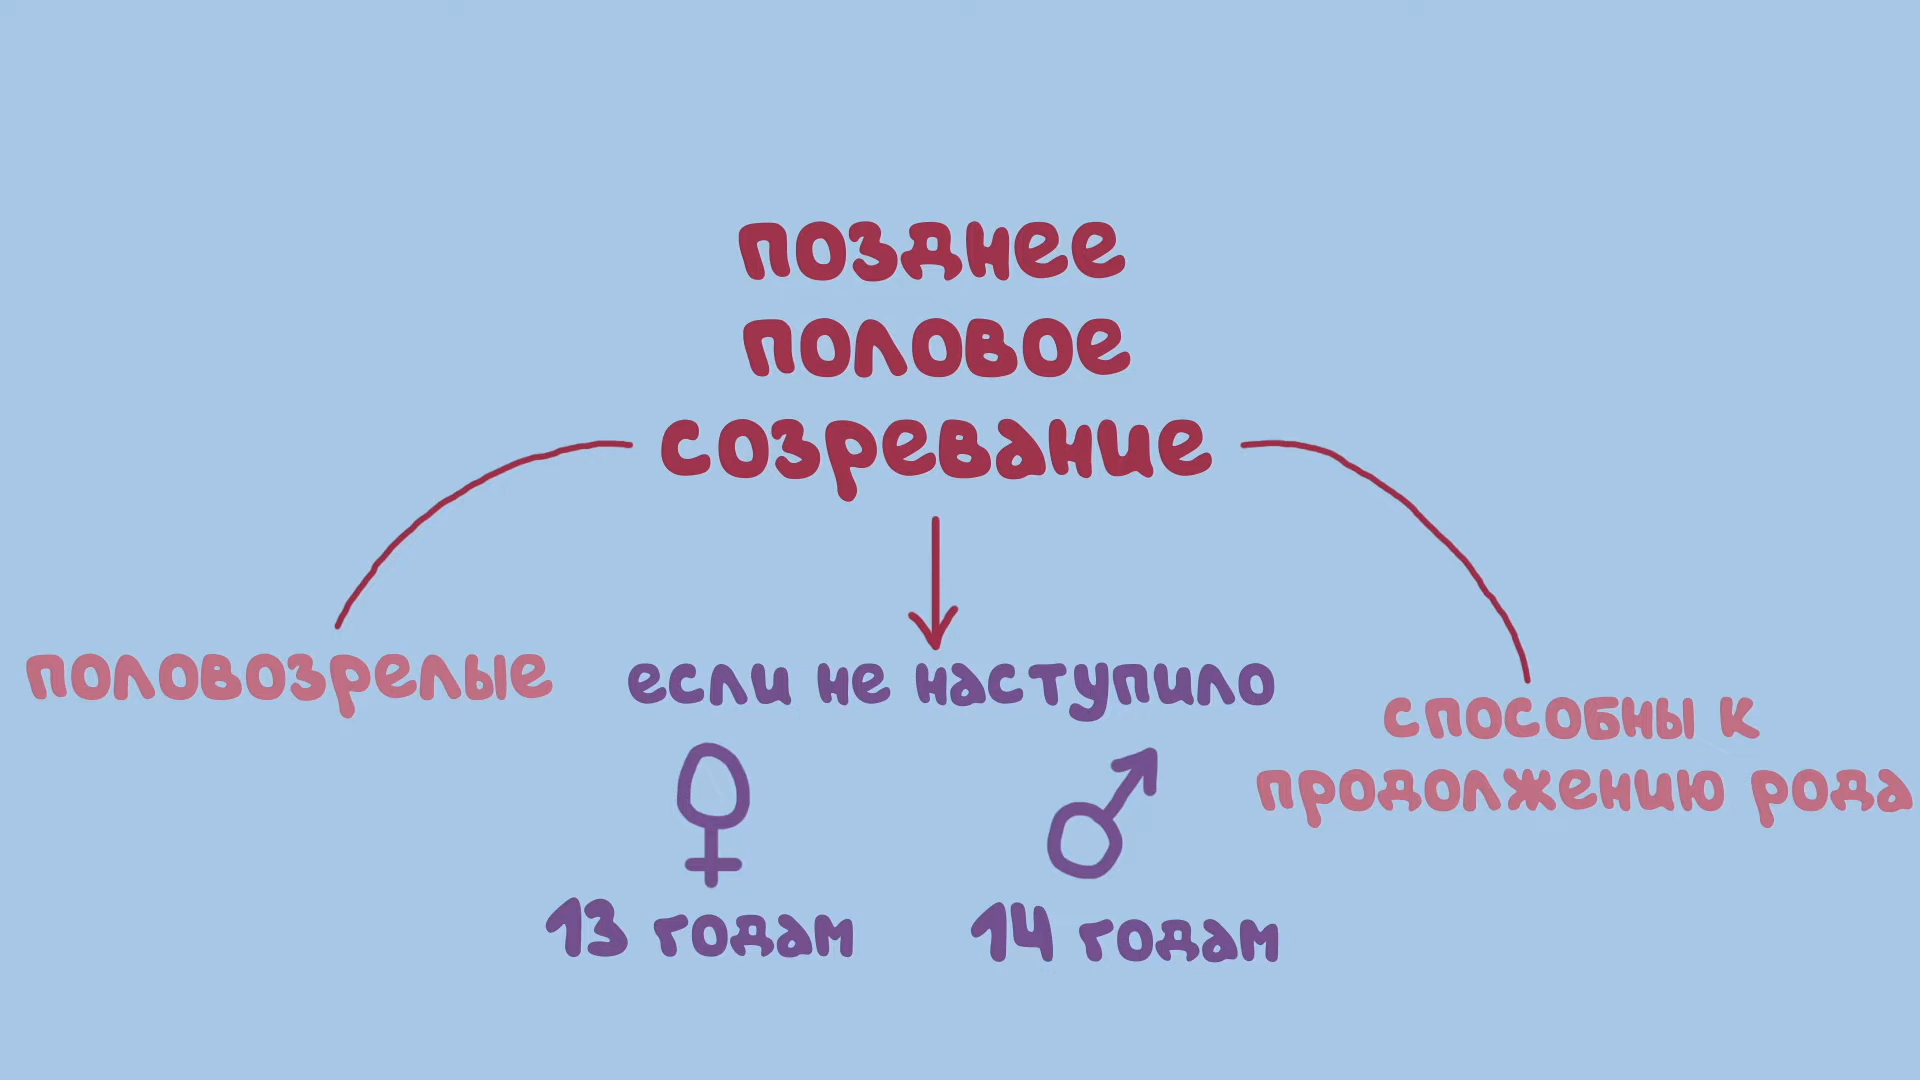 позднее
половое
созревание
половозрелые
если не наступило
способны к
продолжению рода
13 годам
14 годам